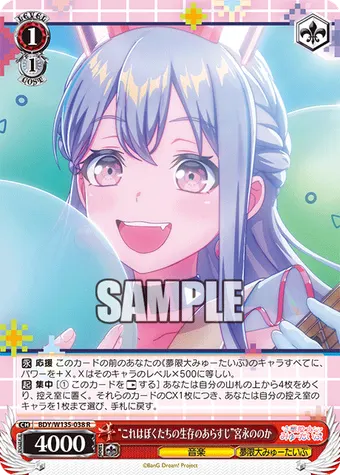 LEVEL
1
1
COST
SAMPLE
永 応援 このカードの前のあなたの《夢限大みゅーたいぷ》のキャラすべてに、
パワーを+X。Xはそのキャラのレベル×500に等しい。
起 集中 [① このカードを[レスト]する] あなたは自分の山札の上から4枚をめく
り、控え室に置く。それらのカードのCX1枚につき、あなたは自分の控え室の
キャラを1枚まで選び、手札に戻す。
CH BDY/W135-038 R
4000
"これはぼくたちの生存のあらすじ"宮永ののか
音楽
夢限大みゅーたいぷ
©BanG Dream! Project